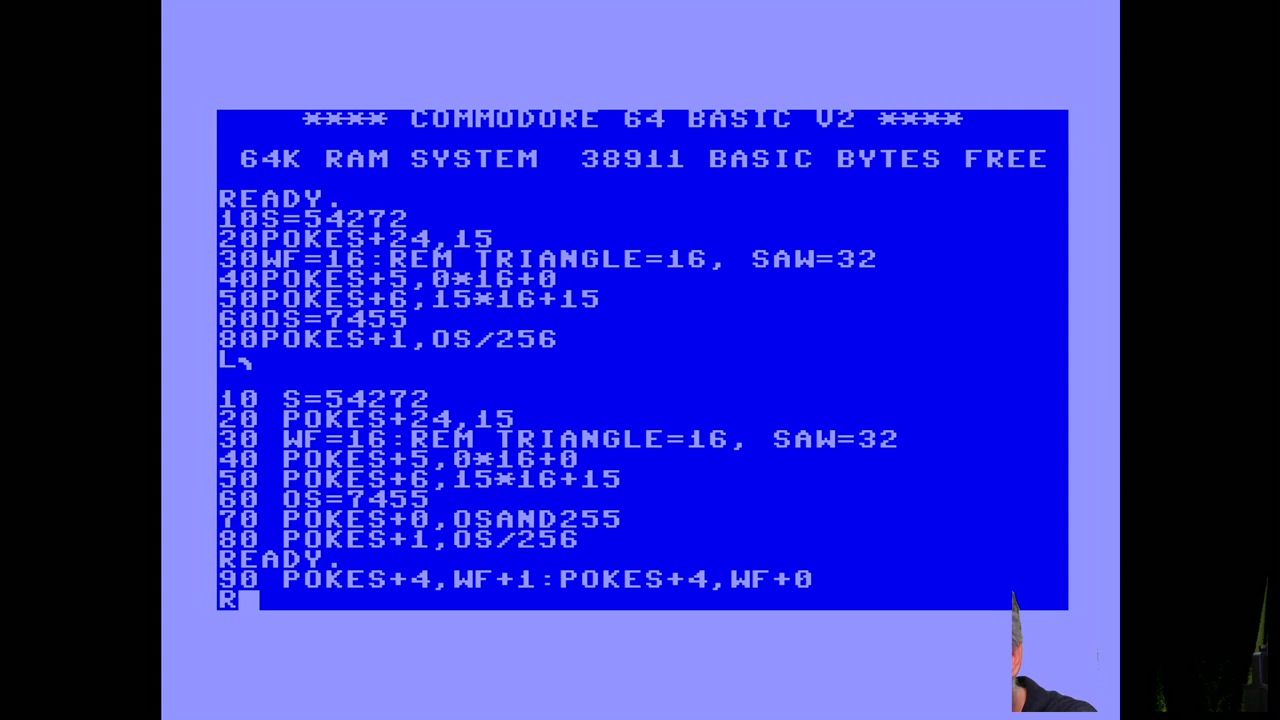 **** COMMODORE 64 BASIC V2 ****
64K RAM SYSTEM 38911 BASIC BYTES FREE
READY.
10S=54272
20POKES+24,15
30WF=16:REM TRIANGLE=16, SAW=32
40POKES+5,0*16+0
50POKES+6,15*16+15
60OS=7455
80POKES+1,OS/256
L╮
10 S=54272
20 POKES+24,15
30 WF=16:REM TRIANGLE=16, SAW=32
40 POKES+5,0*16+0
50 POKES+6,15*16+15
60 OS=7455
70 POKES+0,OSAND255
80 POKES+1,OS/256
READY.
90 POKES+4,WF+1:POKES+4,WF+0
R